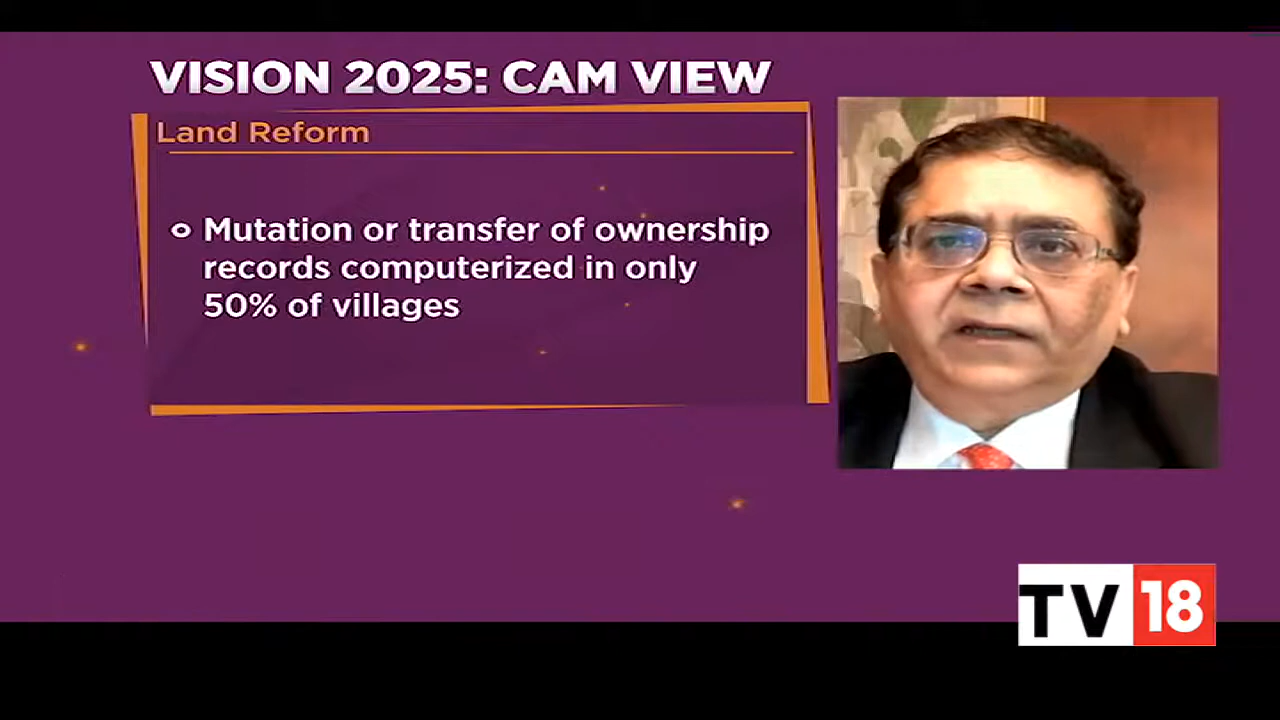 VISION 2025: CAM VIEW
Land Reform
Mutation or transfer of ownership
records computerized in only
50% of villages
TV18